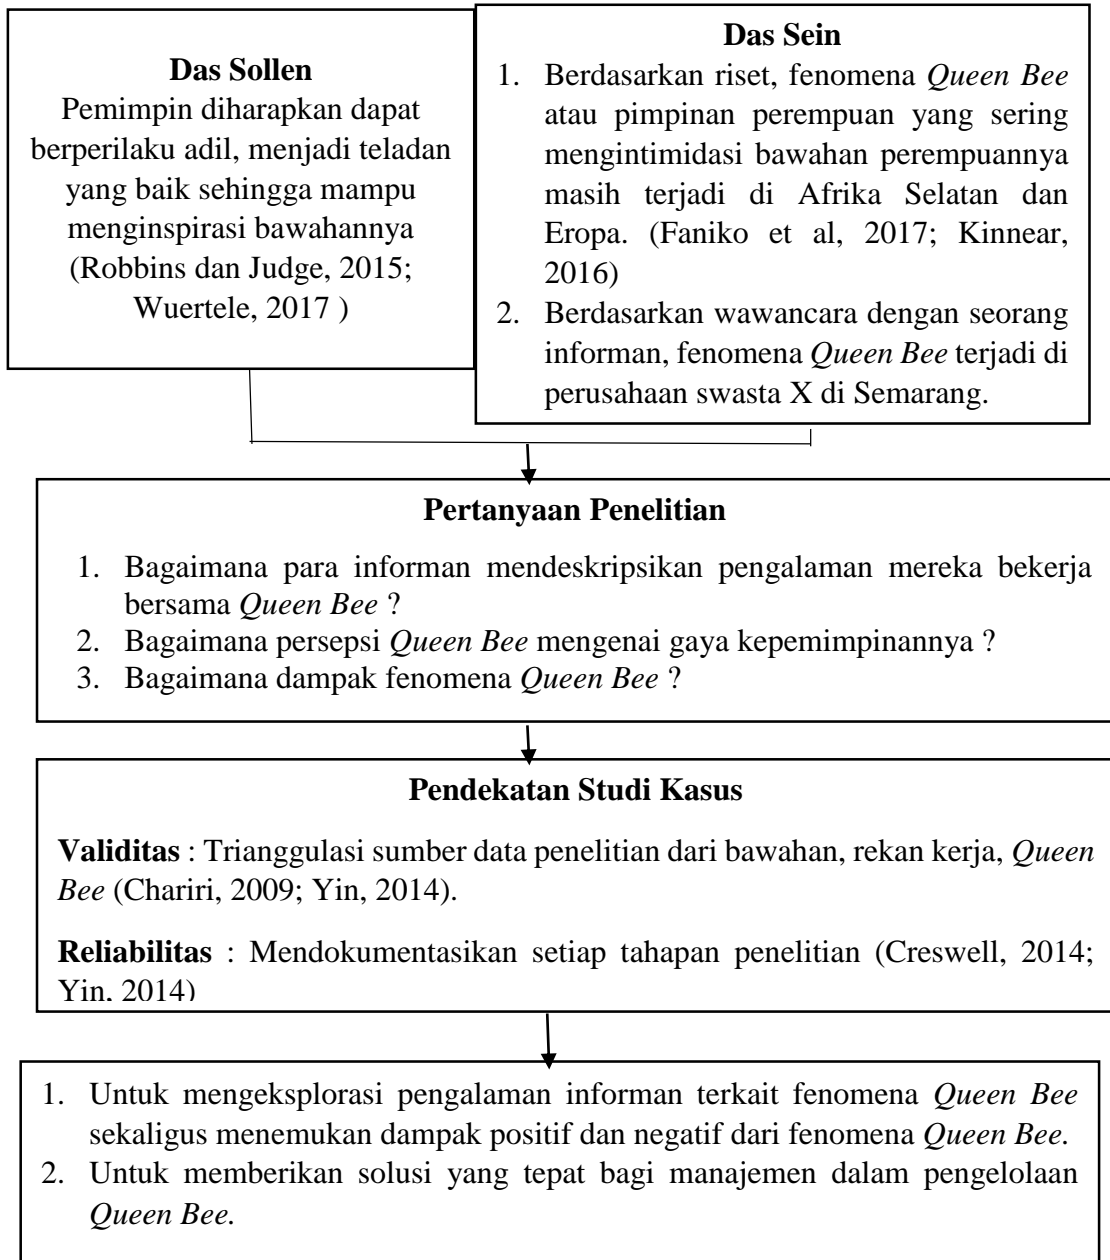 Das Sollen
Pemimpin diharapkan dapat
berperilaku adil, menjadi teladan
yang baik sehingga mampu
menginspirasi bawahannya
(Robbins dan Judge, 2015;
Wuertele, 2017 )
Das Sein
1. Berdasarkan riset, fenomena Queen Bee
atau pimpinan perempuan yang sering
mengintimidasi bawahan perempuannya
masih terjadi di Afrika Selatan dan
Eropa. (Faniko et al, 2017; Kinnear,
2016)
2. Berdasarkan wawancara dengan seorang
informan, fenomena Queen Bee terjadi di
perusahaan swasta X di Semarang.
Pertanyaan Penelitian
1. Bagaimana para informan mendeskripsikan pengalaman mereka bekerja
bersama Queen Bee ?
2. Bagaimana persepsi Queen Bee mengenai gaya kepemimpinannya ?
3. Bagaimana dampak fenomena Queen Bee ?
Pendekatan Studi Kasus
Validitas : Trianggulasi sumber data penelitian dari bawahan, rekan kerja, Queen
Bee (Chariri, 2009; Yin, 2014).
Reliabilitas : Mendokumentasikan setiap tahapan penelitian (Creswell, 2014;
Yin, 2014)
1. Untuk mengeksplorasi pengalaman informan terkait fenomena Queen Bee
sekaligus menemukan dampak positif dan negatif dari fenomena Queen Bee.
2. Untuk memberikan solusi yang tepat bagi manajemen dalam pengelolaan
Queen Bee.